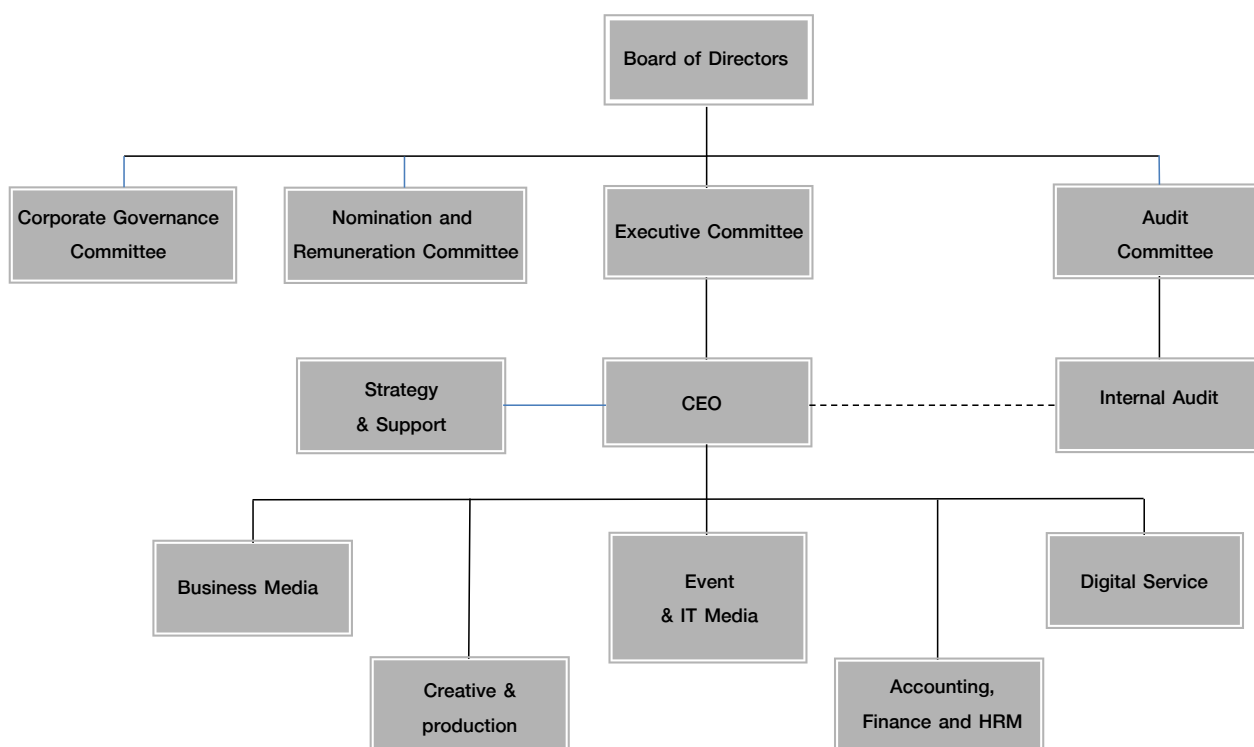 Board of Directors
Corporate Governance
Committee
Nomination and
Remuneration Committee
Executive Committee
Audit
Committee
Strategy
& Support
CEO
Internal Audit
Business Media
Event
& IT Media
Digital Service
Creative &
production
Accounting,
Finance and HRM